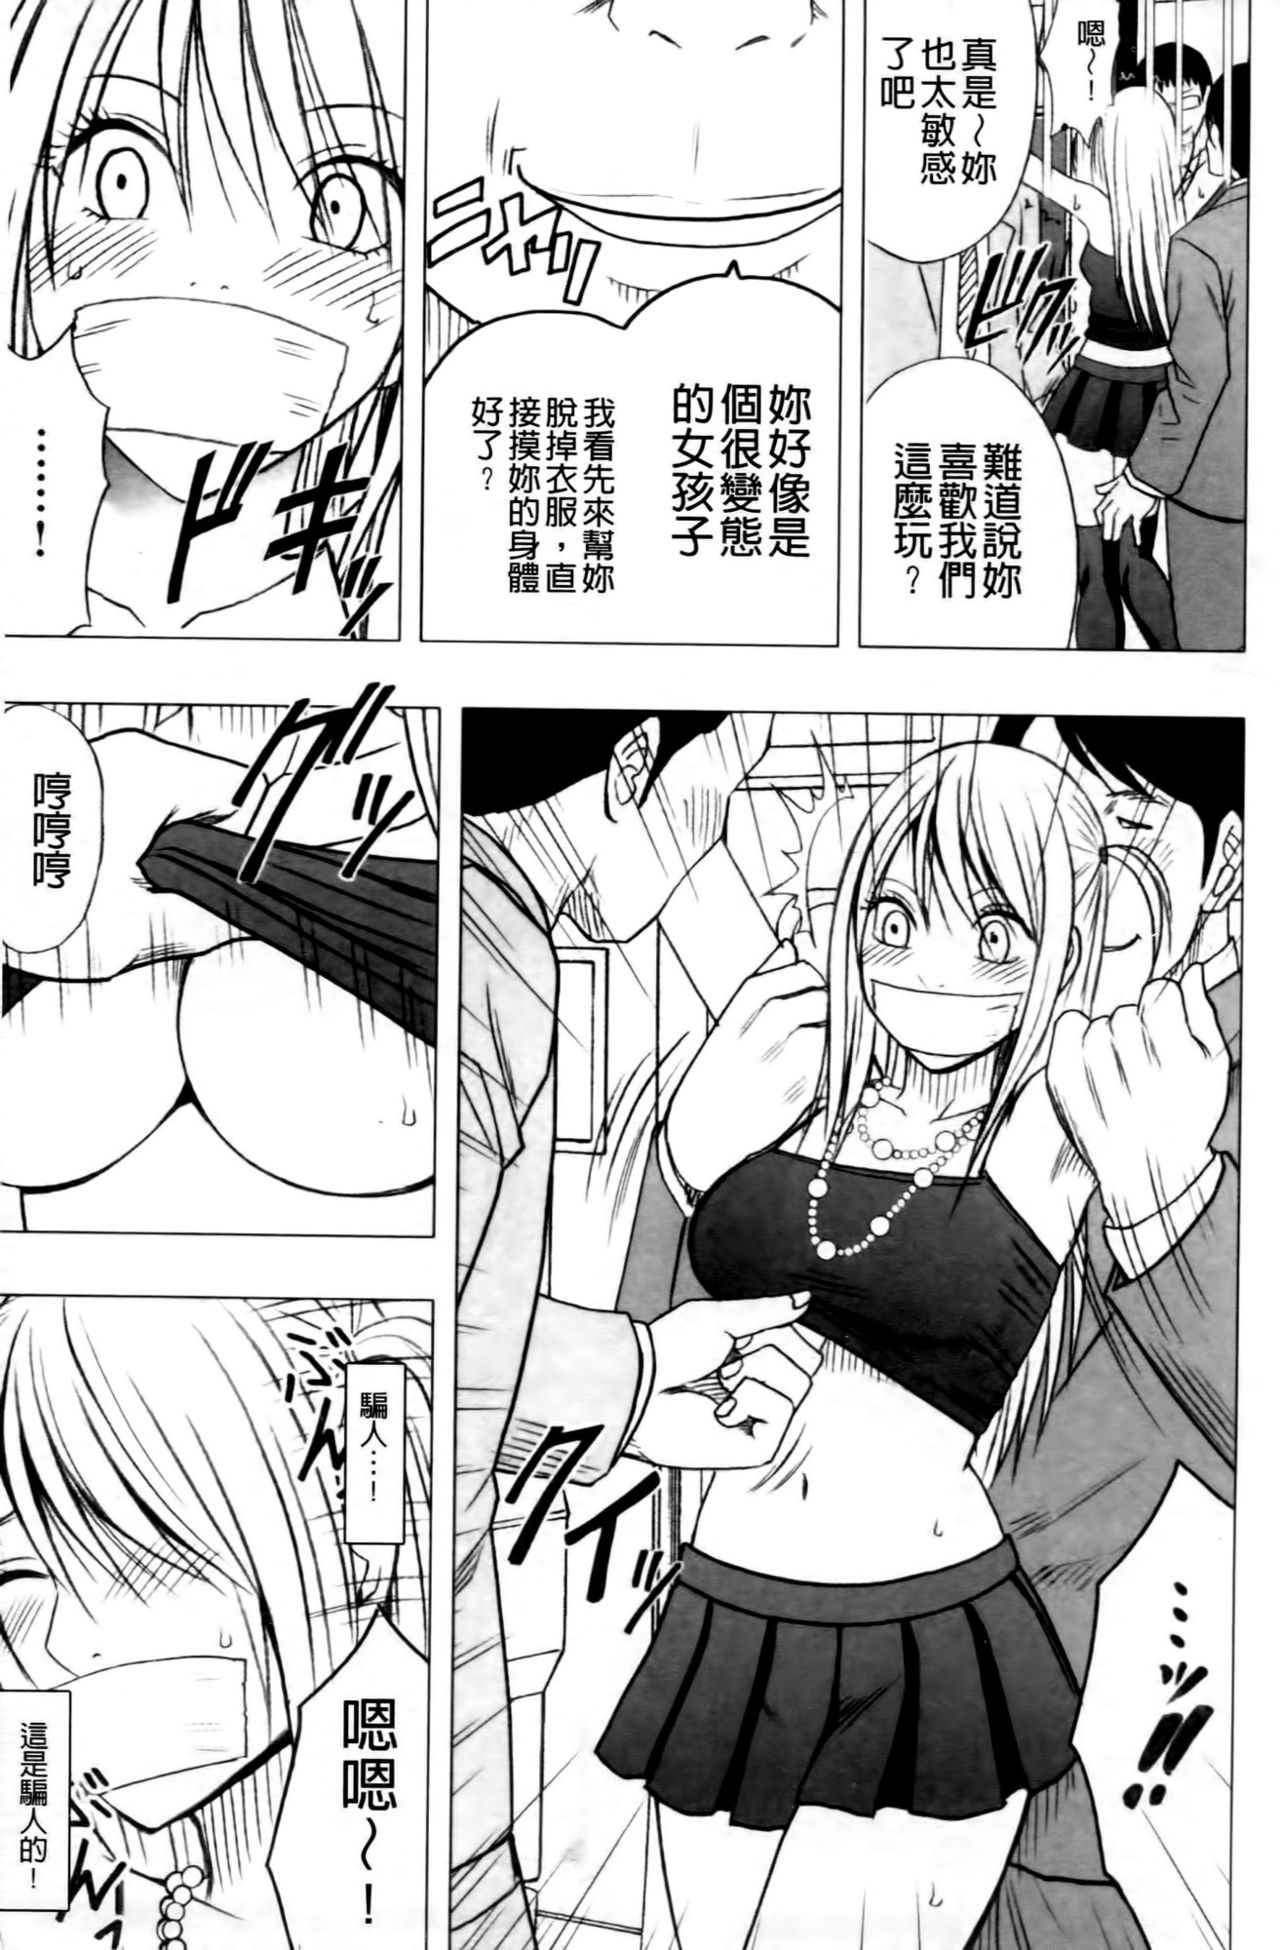 嗯～！
真是～妳
也太敏感
了吧
ビクッ
難道說妳
喜歡我們
這麼玩？
ニヤッ
妳好像是
個很變態
的女孩子
我看先來幫妳
脫掉衣服，直
接摸妳的身體
好了？
ドキッ
……！
クイッ
…!!
グッ
グッ
哼哼哼
騙人…！
嗯嗯～！
這是騙人的！